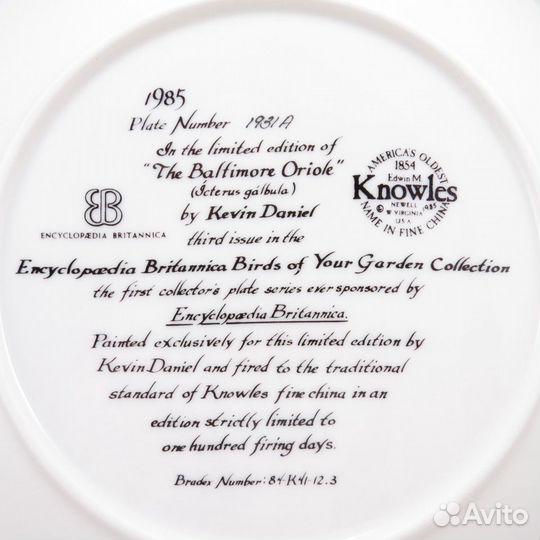 1985
Plate Number 1931A
In the limited edition of
"The Baltimore Oriole"
(Icterus gálbula)
by Kevin Daniel
third issue in the
Encyclopædia Britannica Birds of Your Garden Collection
the first collector's plate series ever sponsored by
Encyclopædia Britannica.
Painted exclusively for this limited edition by
Kevin Daniel and fired to the traditional
standard of Knowles fine china in an
edition strictly limited to
one hundred firing days.
Bradex Number: 84-K41-12.3
EB
ENCYCLOPÆDIA BRITANNICA
AMERICA'S OLDEST
1854
Edwin M.
Knowles
NEWELL
W. VIRGINIA
U.S.A.
© 1985
NAME IN FINE CHINA
Avito